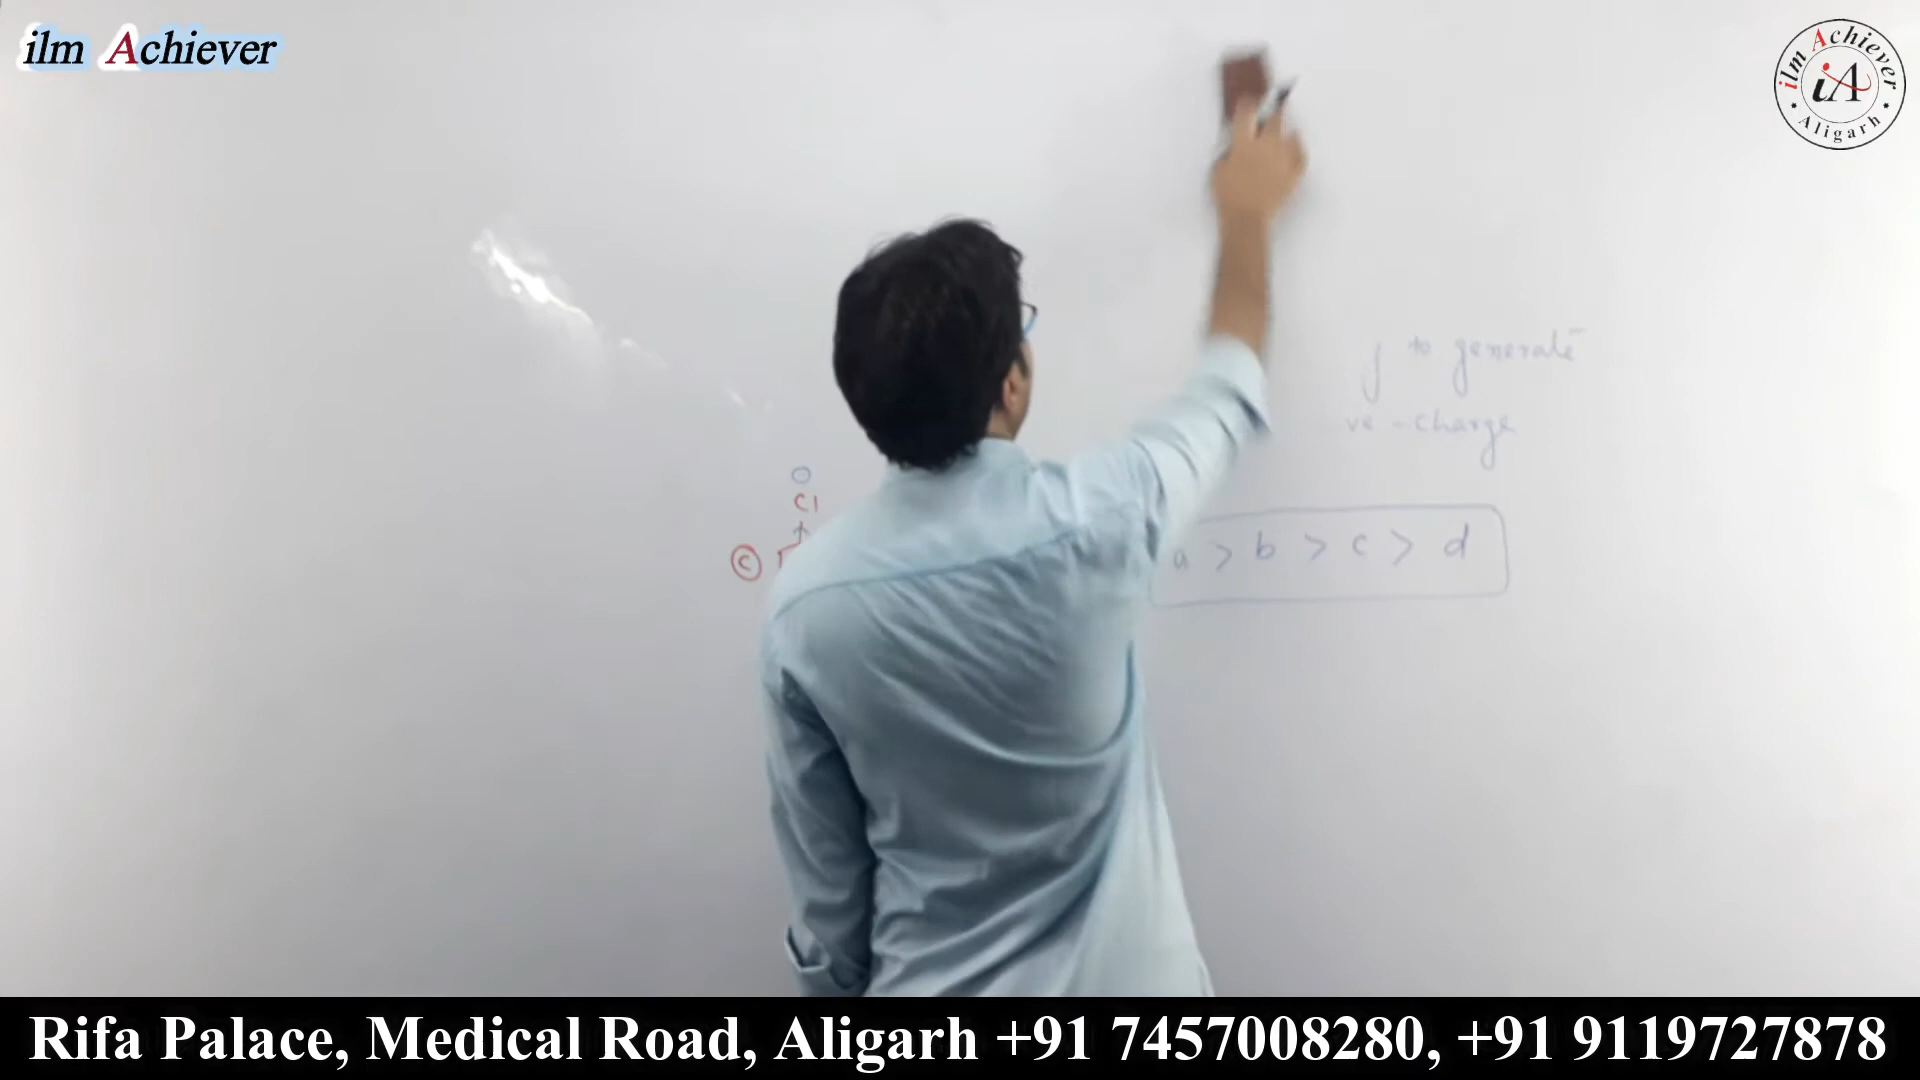 ilm Achiever
ilm Achiever
iA
Aligarh
to generate
ve - charge
Cl
C
a > b > c > d
Rifa Palace, Medical Road, Aligarh +91 7457008280, +91 9119727878